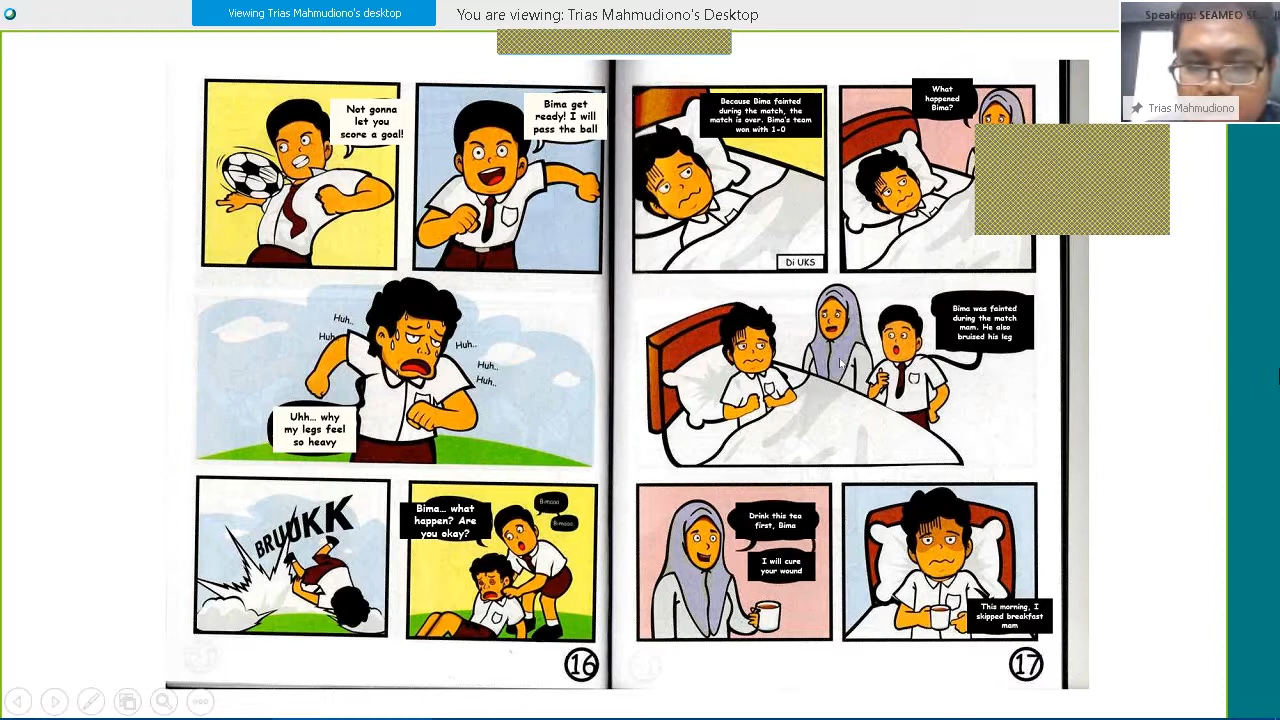 Viewing Trias Mahmudiono's desktop
You are viewing: Trias Mahmudiono's Desktop
Speaking: SEAMEO SE...
Trias Mahmudiono
Not gonna
let you
score a goal!
Bima get
ready! I will
pass the ball
Huh..
Huh..
Huh..
Huh..
Huh..
Uhh... why
my legs feel
so heavy
BRUUKK
Bima... what
happen? Are
you okay?
Bimaaa
Bimaaa
16
Because Bima fainted
during the match, the
match is over. Bima's team
won with 1-0
Di UKS
What
happened
Bima?
Bima was fainted
during the match
mam. He also
bruised his leg
Drink this tea
first, Bima
I will cure
your wound
This morning, I
skipped breakfast
mam
17